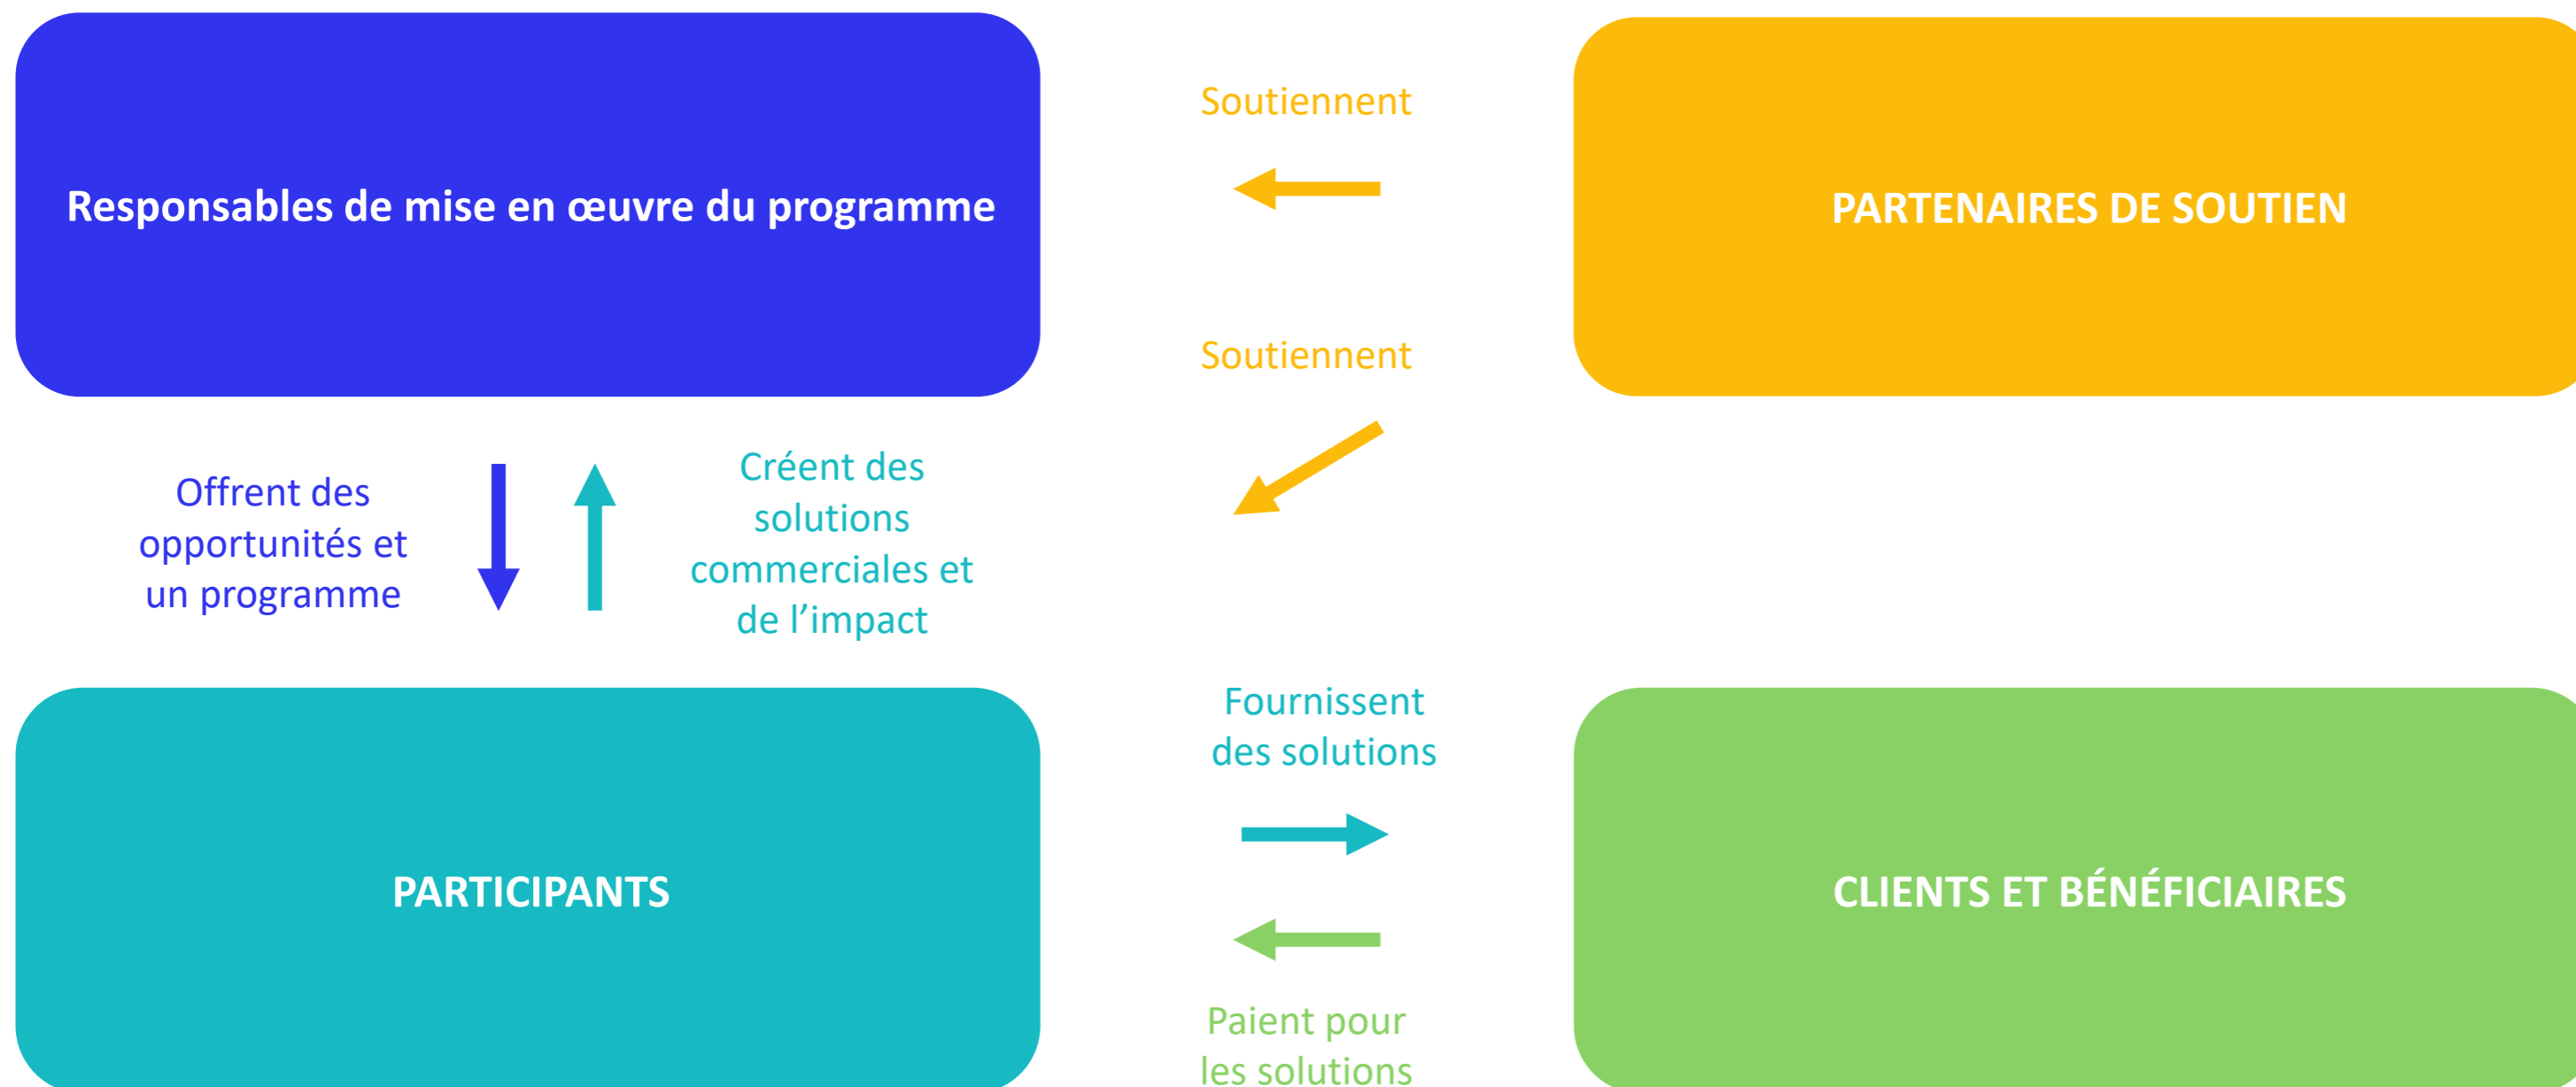 Responsables de mise en œuvre du programme
Soutiennent
PARTENAIRES DE SOUTIEN
Soutiennent
Offrent des
opportunités et
un programme
Créent des
solutions
commerciales et
de l’impact
Fournissent
des solutions
PARTICIPANTS
CLIENTS ET BÉNÉFICIAIRES
Paient pour
les solutions